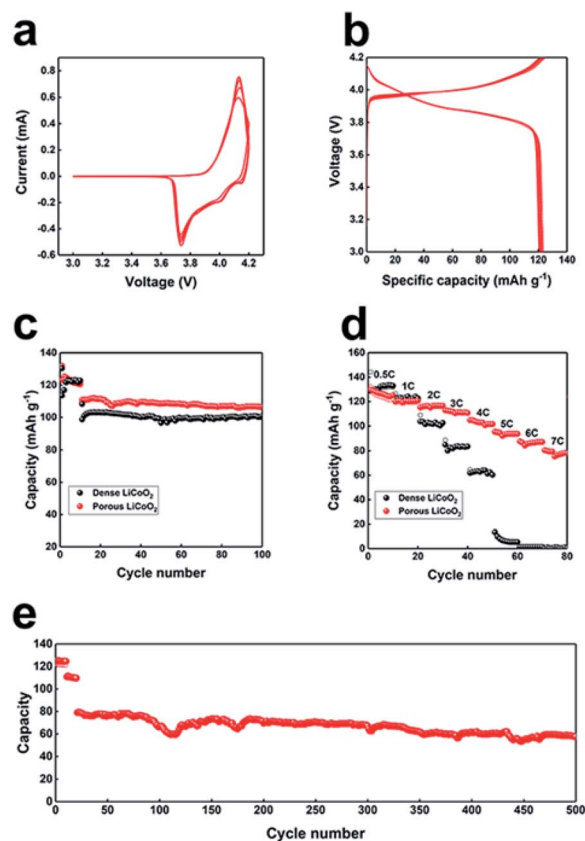 a
0.8
0.6
0.4
0.2
0.0
-0.2
-0.4
-0.6
Current (mA)
3.0 3.2 3.4 3.6 3.8 4.0 4.2
Voltage (V)
b
4.2
4.0
3.8
3.6
3.4
3.2
3.0
Voltage (V)
0 20 40 60 80 100 120 140
Specific capacity (mAh g⁻¹)
c
140
120
100
80
60
40
20
Capacity (mAh g⁻¹)
Dense LiCoO₂
Porous LiCoO₂
0 20 40 60 80 100
Cycle number
d
160
140
120
100
80
60
40
20
0
Capacity (mAh g⁻¹)
0.5C 1C 2C 3C 4C 5C 6C 7C
Dense LiCoO₂
Porous LiCoO₂
0 20 40 60 80
Cycle number
e
140
120
100
80
60
40
20
0
Capacity
0 50 100 150 200 250 300 350 400 450 500
Cycle number